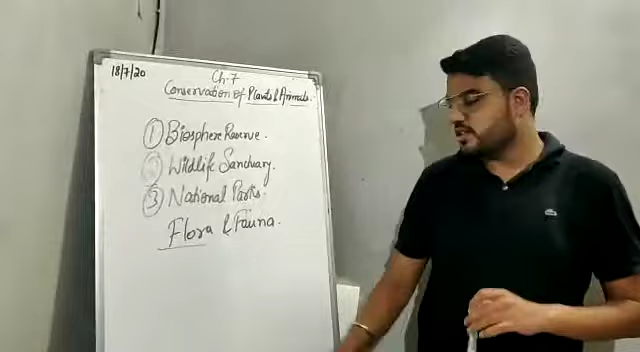 18/7/20
Ch-7
Conservation of Plants & Animals.
① Biosphere Reserve.
② Wildlife Sanctuary.
③ National Parks.
Flora & Fauna.